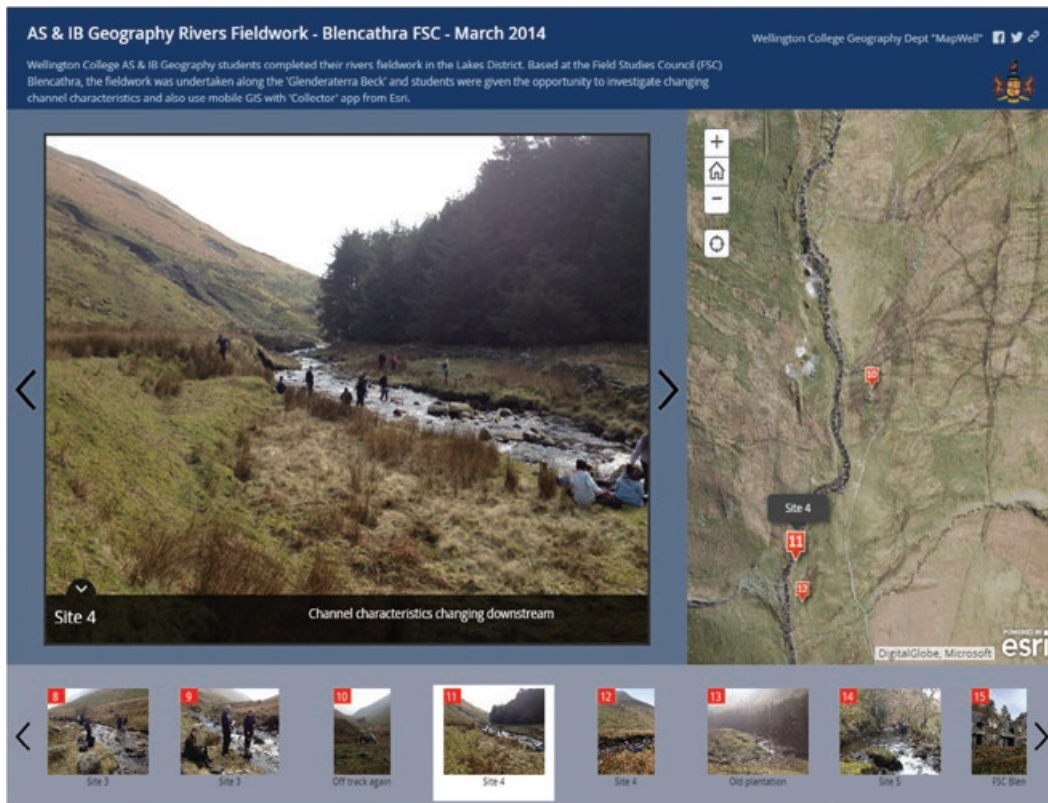 AS & IB Geography Rivers Fieldwork - Blencathra FSC - March 2014
Wellington College Geography Dept "MapWell"
Wellington College AS & IB Geography students completed their rivers fieldwork in the Lakes District. Based at the Field Studies Council (FSC)
Blencathra, the fieldwork was undertaken along the 'Glenderaterra Beck' and students were given the opportunity to investigate changing
channel characteristics and also use mobile GIS with 'Collector' app from Esri.
10
Site 4
11
12
Site 4
Channel characteristics changing downstream
POWERED BY
esri
DigitalGlobe, Microsoft
8
9
10
11
12
13
14
15
Site 3
Site 3
Off track again
Site 4
Site 4
Old plantation
Site 5
FSC Blen